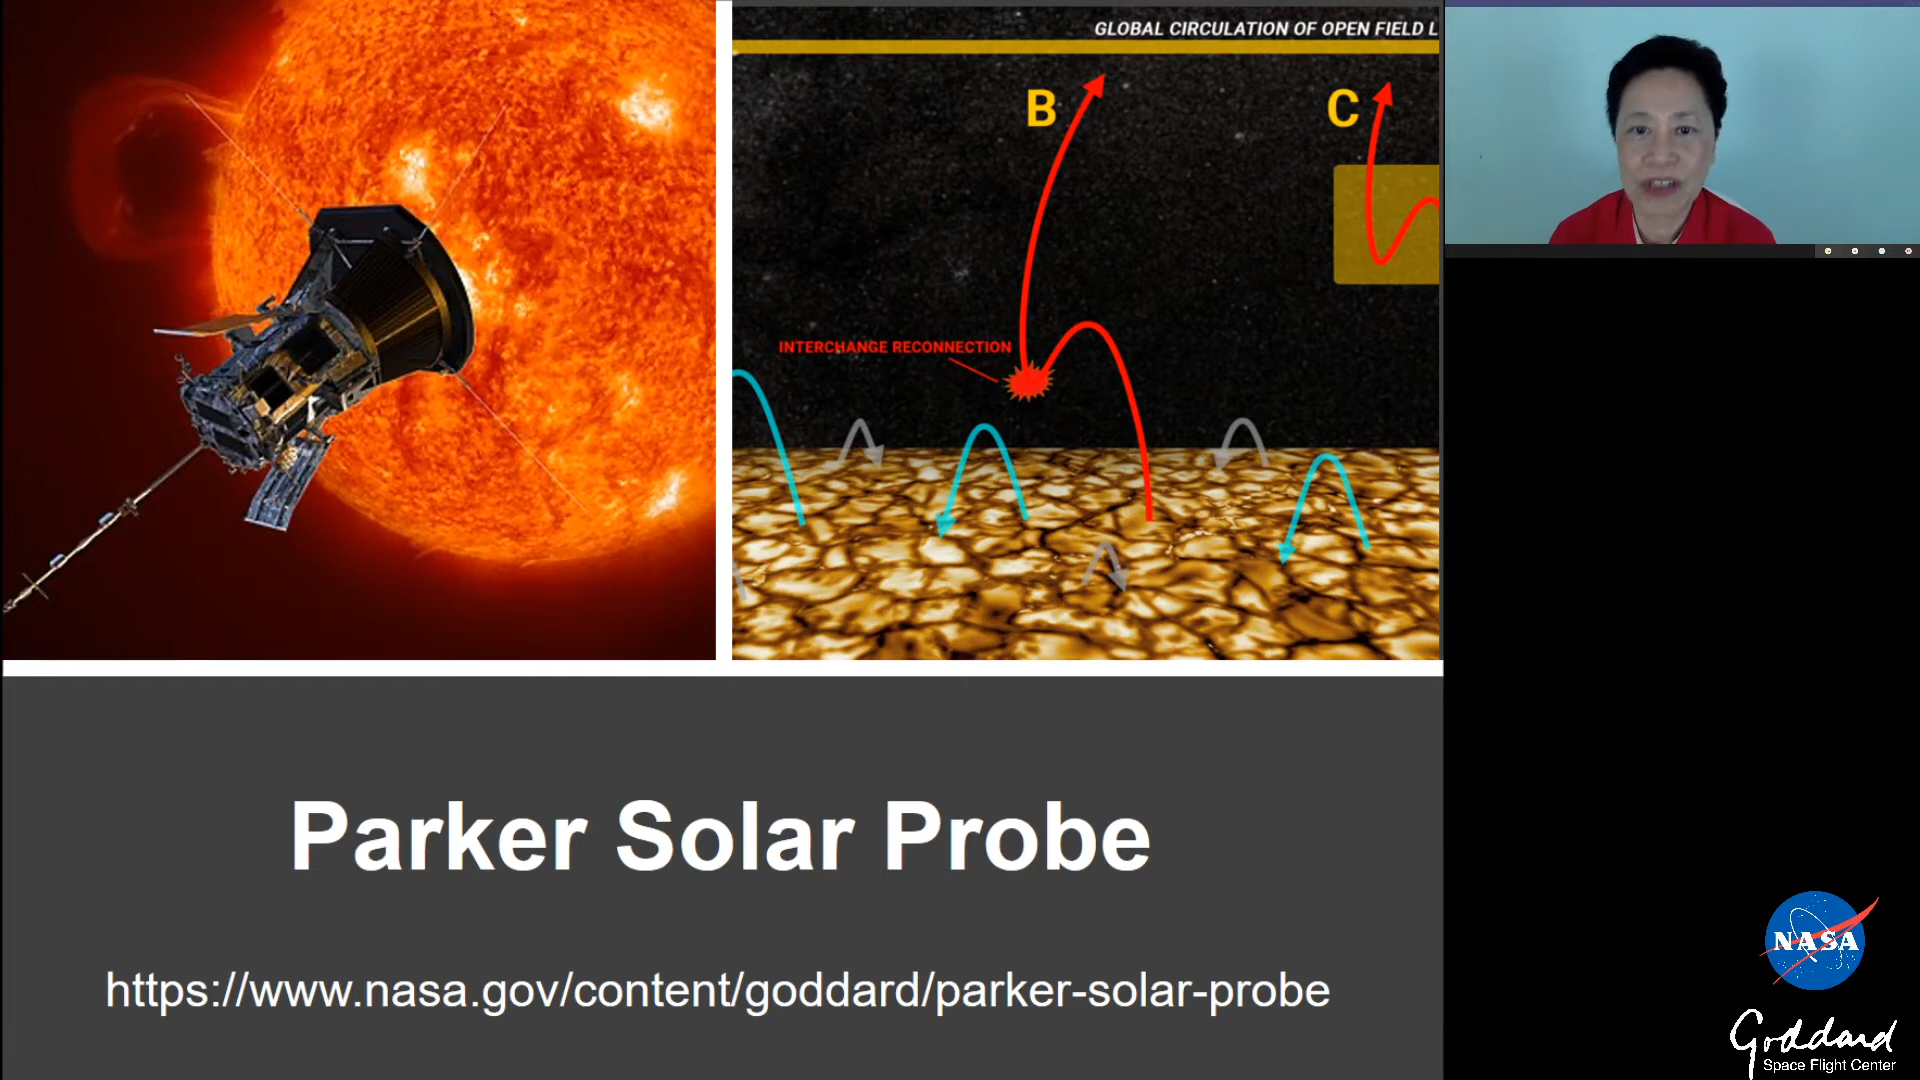 GLOBAL CIRCULATION OF OPEN FIELD L
B
C
INTERCHANGE RECONNECTION
Parker Solar Probe
https://www.nasa.gov/content/goddard/parker-solar-probe
NASA
Goddard
Space Flight Center